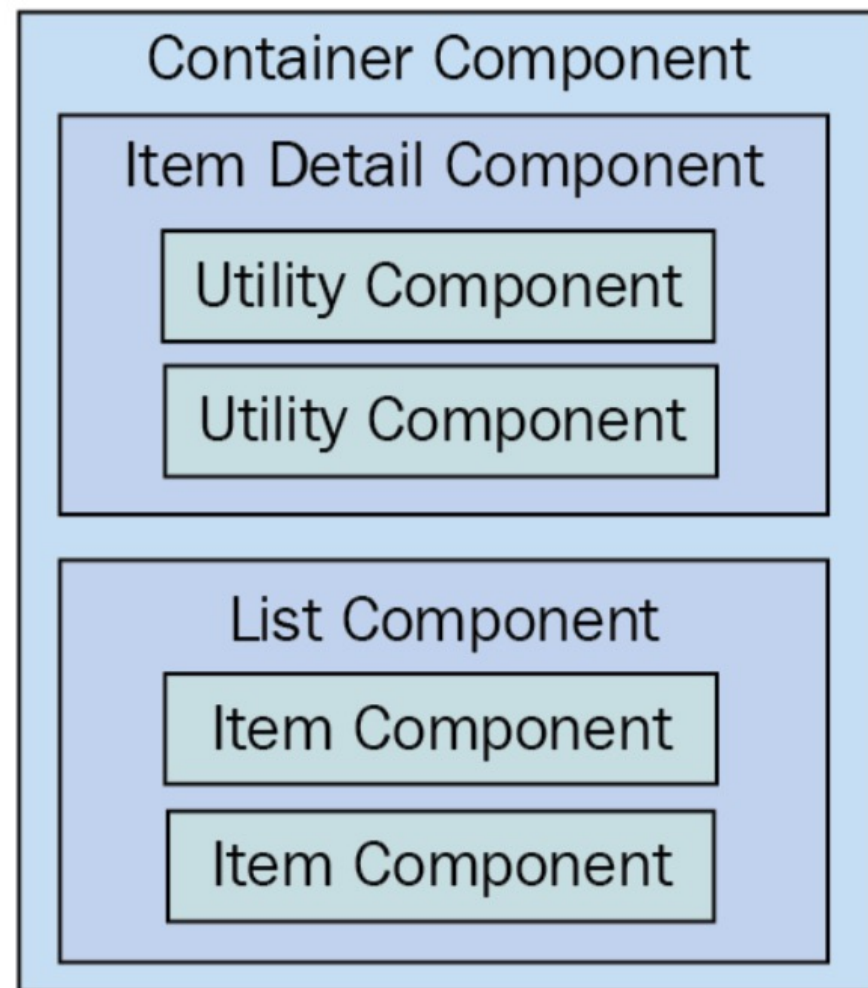 Container Component
Item Detail Component
Utility Component
Utility Component
List Component
Item Component
Item Component